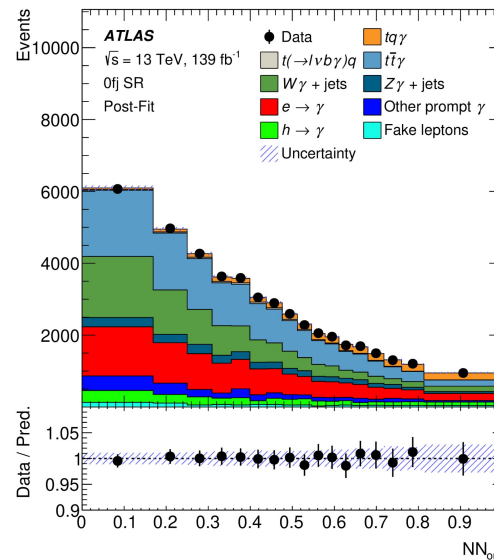 Events
10000
8000
6000
4000
2000
ATLAS
√s = 13 TeV, 139 fb⁻¹
0fj SR
Post-Fit
Data
tqγ
t(→lνbγ)q
tt̄γ
Wγ + jets
Zγ + jets
e → γ
Other prompt γ
h → γ
Fake leptons
Uncertainty
Data / Pred.
1.05
1
0.95
0.9
0 0.1 0.2 0.3 0.4 0.5 0.6 0.7 0.8 0.9